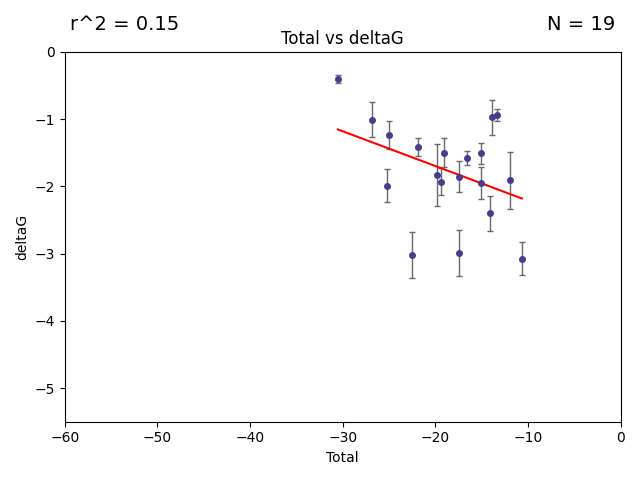 r^2 = 0.15
N = 19
Total vs deltaG
deltaG
0
−1
−2
−3
−4
−5
−60
−50
−40
−30
−20
−10
0
Total